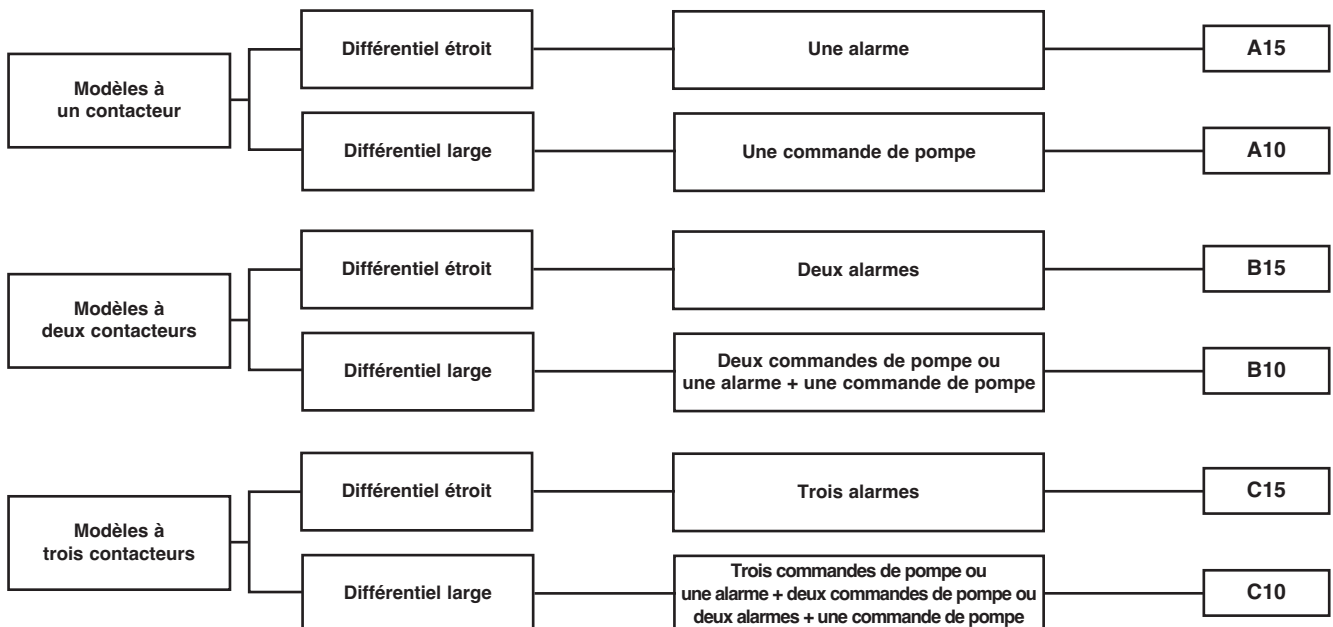 Différentiel étroit
Une alarme
A15
Modèles à
un contacteur
Différentiel large
Une commande de pompe
A10
Différentiel étroit
Deux alarmes
B15
Modèles à
deux contacteurs
Différentiel large
Deux commandes de pompe ou
une alarme + une commande de pompe
B10
Différentiel étroit
Trois alarmes
C15
Modèles à
trois contacteurs
Différentiel large
Trois commandes de pompe ou
une alarme + deux commandes de pompe ou
deux alarmes + une commande de pompe
C10